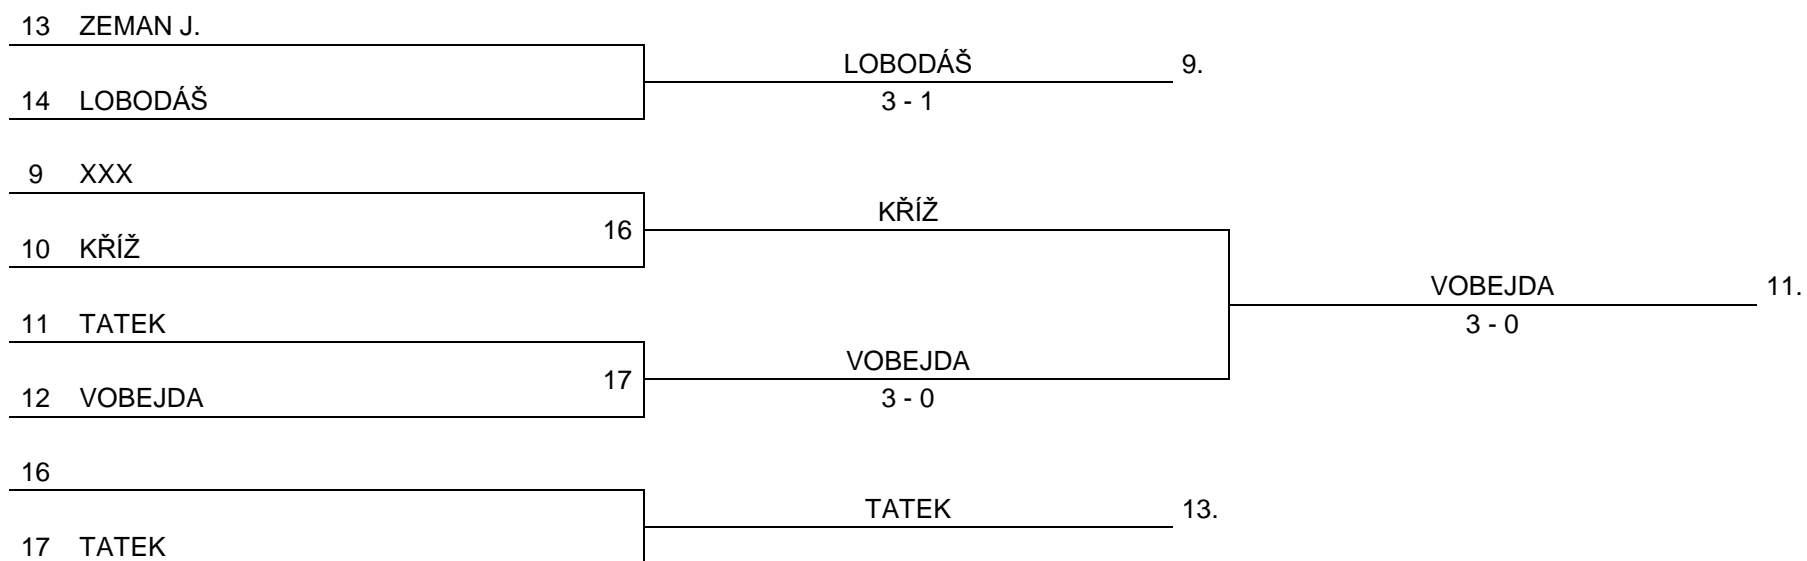 13 ZEMAN J.
LOBODÁŠ 9.
14 LOBODÁŠ
3 - 1
9 XXX
KŘÍŽ
16
10 KŘÍŽ
VOBEJDA 11.
11 TATEK
3 - 0
VOBEJDA
17
12 VOBEJDA
3 - 0
16
TATEK 13.
17 TATEK